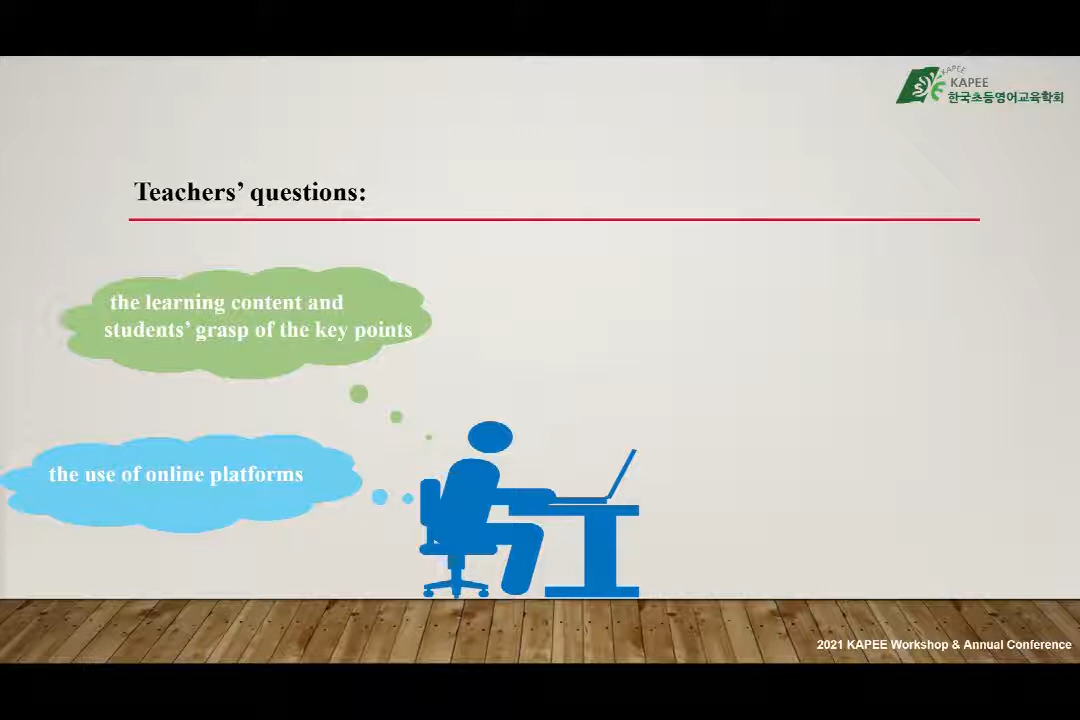 KAPEE
KAPEE
한국초등영어교육학회
Teachers’ questions:
the learning content and
students’ grasp of the key points
the use of online platforms
2021 KAPEE Workshop & Annual Conference